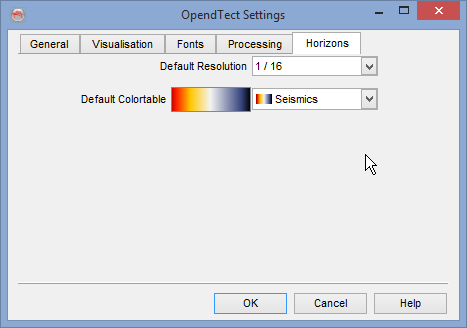 OpendTect Settings
General Visualisation Fonts Processing Horizons
Default Resolution 1 / 16
Default Colortable Seismics
OK Cancel Help